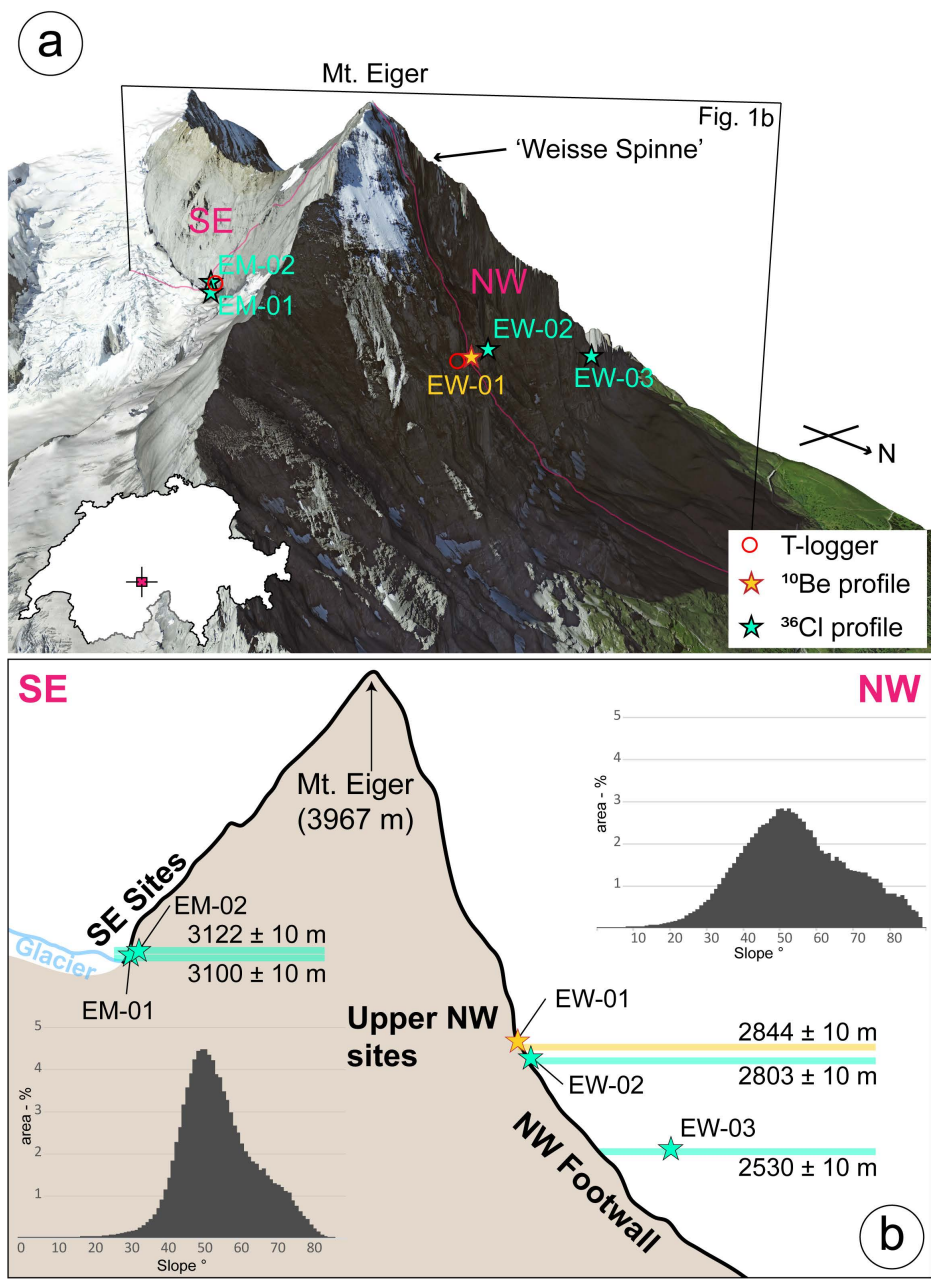 a
Mt. Eiger
Fig. 1b
'Weisse Spinne'
SE
EM-02
EM-01
NW
EW-02
EW-01
EW-03
N
T-logger
¹⁰Be profile
³⁶Cl profile
SE
NW
Mt. Eiger
(3967 m)
5
4
3
2
1
area - %
10 20 30 40 50 60 70 80
Slope °
SE Sites
Glacier
EM-02
3122 ± 10 m
3100 ± 10 m
EM-01
Upper NW
sites
EW-01
2844 ± 10 m
2803 ± 10 m
EW-02
EW-03
2530 ± 10 m
NW Footwall
5
4
3
2
1
area - %
0 10 20 30 40 50 60 70 80
Slope °
b